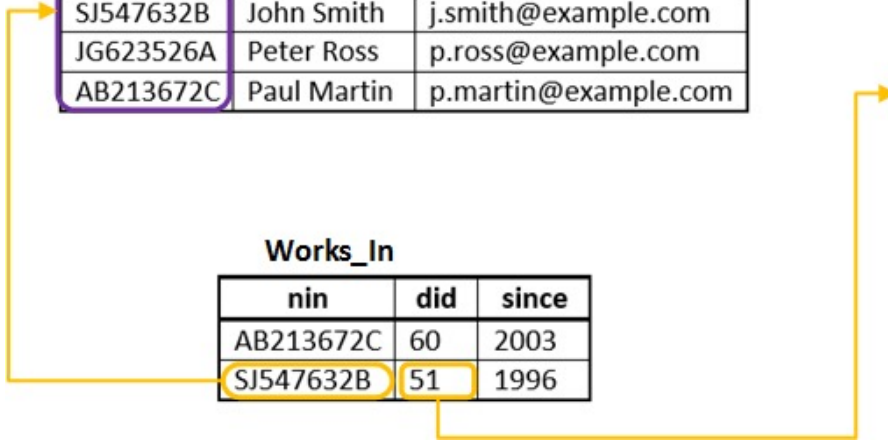 SJ547632B John Smith j.smith@example.com
JG623526A Peter Ross p.ross@example.com
AB213672C Paul Martin p.martin@example.com
Works_In
nin did since
AB213672C 60 2003
SJ547632B 51 1996